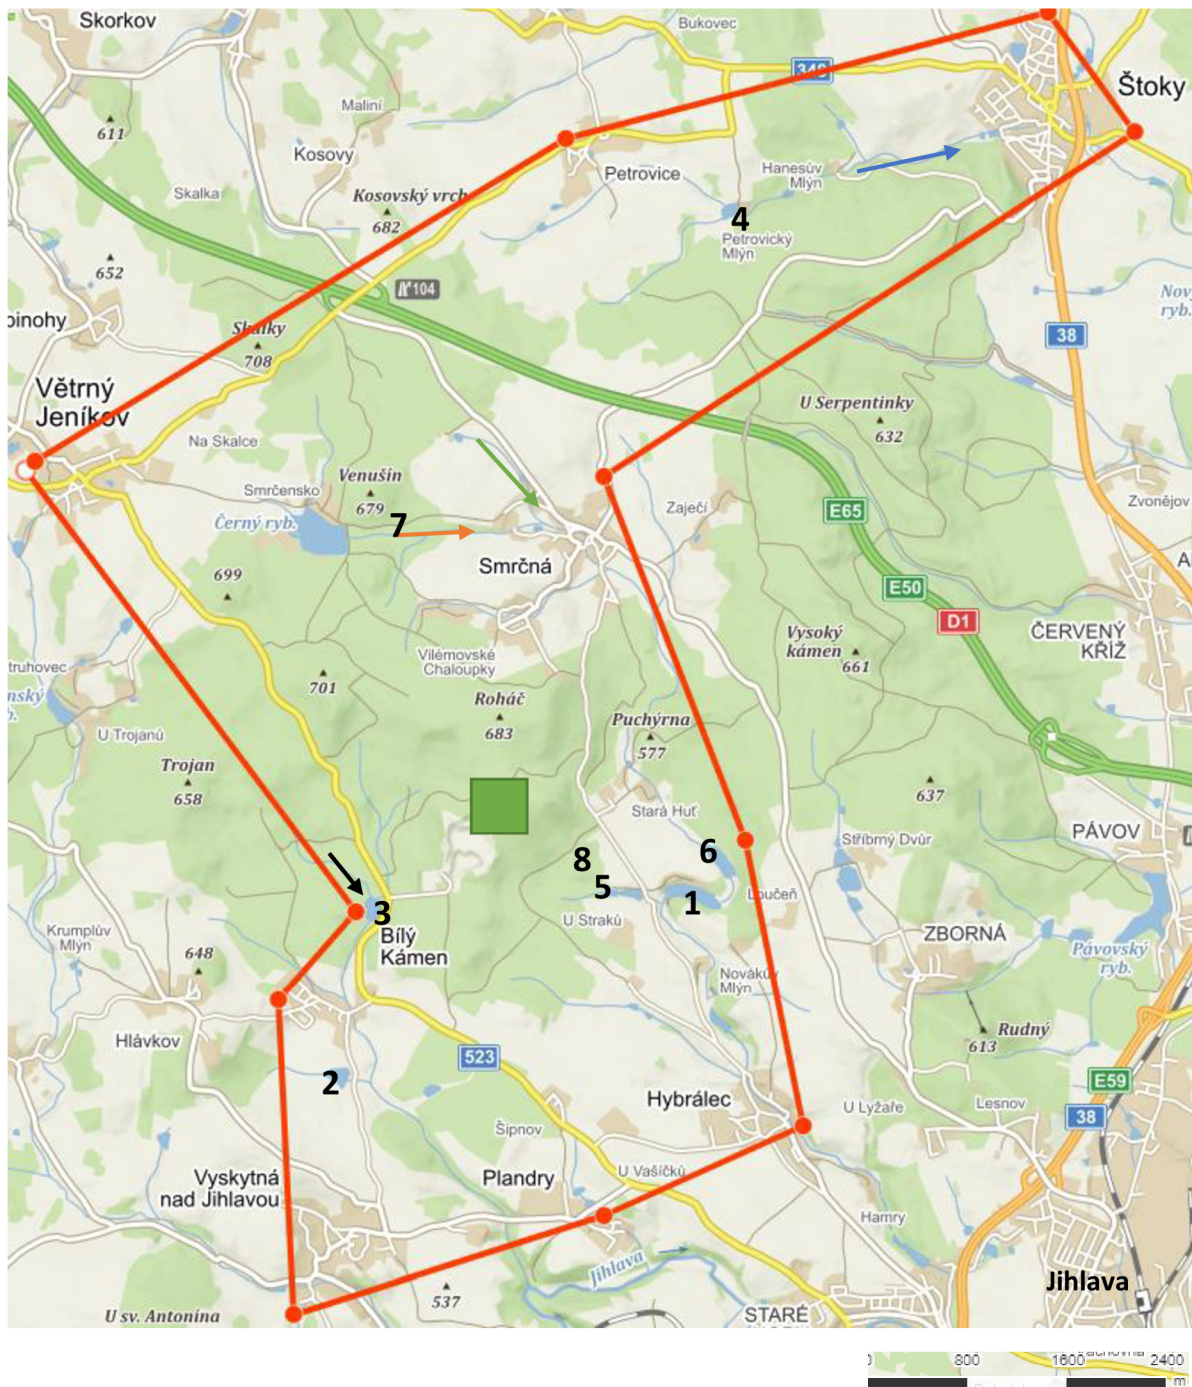 Skorkov
Bukovec
348
Štoky
Maliní
611
Kosovy
Petrovice
Hanesův
Mlýn
Skalka
Kosovský vrch
682
4
Petrovický
Mlýn
652
104
Nov
ryb.
Skalky
708
38
Větrný
Jeníkov
U Serpentinky
632
Na Skalce
Venušín
679
Smrčensko
Zaječí
Zvonějov
E65
Černý ryb.
7
Smrčná
699
E50
D1
Vysoký
kámen
661
ČERVENÝ
KŘÍŽ
Vilémovské
Chaloupky
truhovec
701
Roháč
683
Puchýrna
577
U Trojanů
Trojan
658
637
Stará Huť
Stříbrný Dvůr
PÁVOV
8
6
5
1
Loučeň
3
U Straků
Bílý
Kámen
Krumplův
Mlýn
648
ZBORNÁ
Pávovský
ryb.
Novákův
Mlýn
Rudný
613
Hlávkov
523
2
E59
Hybrálec
U Lyžaře
Lesnov
38
Šipnov
Vyskytná
nad Jihlavou
Plandry
U Vašíčků
Hamry
Jihlava
Jihlava
537
U sv. Antonína
STARÉ
800
1600
2400
m